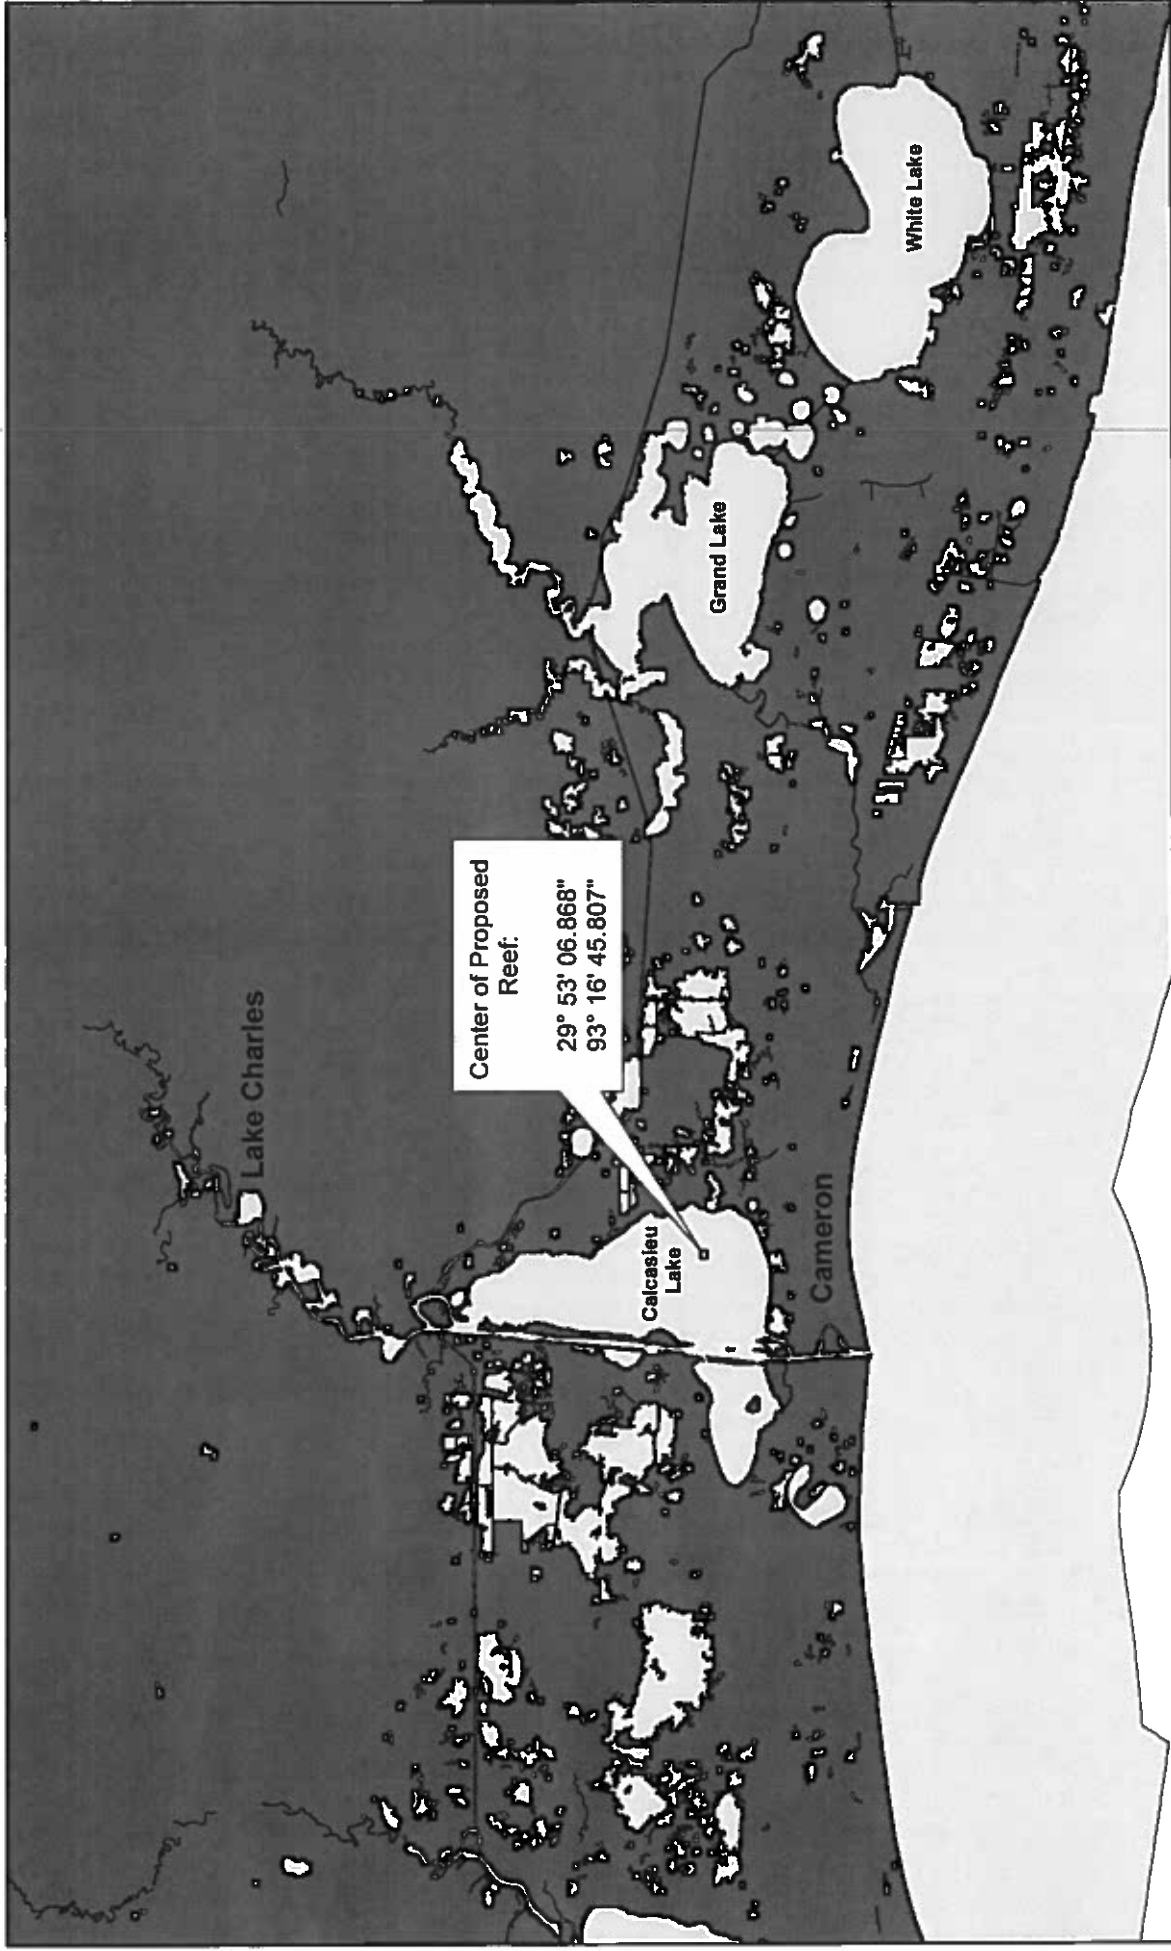 Lake Charles
Center of Proposed
Reef:
29° 53' 06.868"
93° 16' 45.807"
Calcasieu
Lake
Cameron
Grand Lake
White Lake